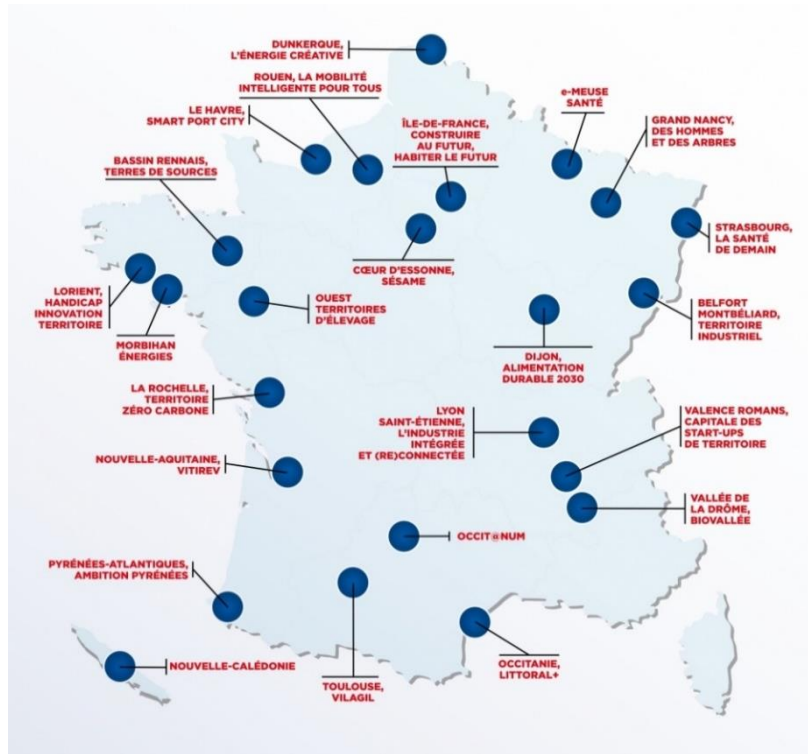 DUNKERQUE,
L'ÉNERGIE CRÉATIVE
ROUEN, LA MOBILITÉ
INTELLIGENTE POUR TOUS
LE HAVRE,
SMART PORT CITY
ÎLE-DE-FRANCE,
CONSTRUIRE
AU FUTUR,
HABITER LE FUTUR
e-MEUSE
SANTÉ
GRAND NANCY,
DES HOMMES
ET DES ARBRES
BASSIN RENNAIS,
TERRES DE SOURCES
STRASBOURG,
LA SANTÉ
DE DEMAIN
CŒUR D'ESSONNE,
SÉSAME
LORIENT,
HANDICAP
INNOVATION
TERRITOIRE
MORBIHAN
ÉNERGIES
OUEST
TERRITOIRES
D'ÉLEVAGE
BELFORT
MONTBÉLIARD,
TERRITOIRE
INDUSTRIEL
DIJON,
ALIMENTATION
DURABLE 2030
LA ROCHELLE,
TERRITOIRE
ZÉRO CARBONE
LYON
SAINT-ÉTIENNE,
L'INDUSTRIE
INTÉGRÉE
ET (RE)CONNECTÉE
VALENCE ROMANS,
CAPITALE DES
START-UPS
DE TERRITOIRE
NOUVELLE-AQUITAINE,
VITIREV
VALLÉE DE
LA DRÔME,
BIOVALLÉE
OCCIT@NUM
PYRÉNÉES-ATLANTIQUES,
AMBITION PYRÉNÉES
NOUVELLE-CALÉDONIE
TOULOUSE,
VILAGIL
OCCITANIE,
LITTORAL+